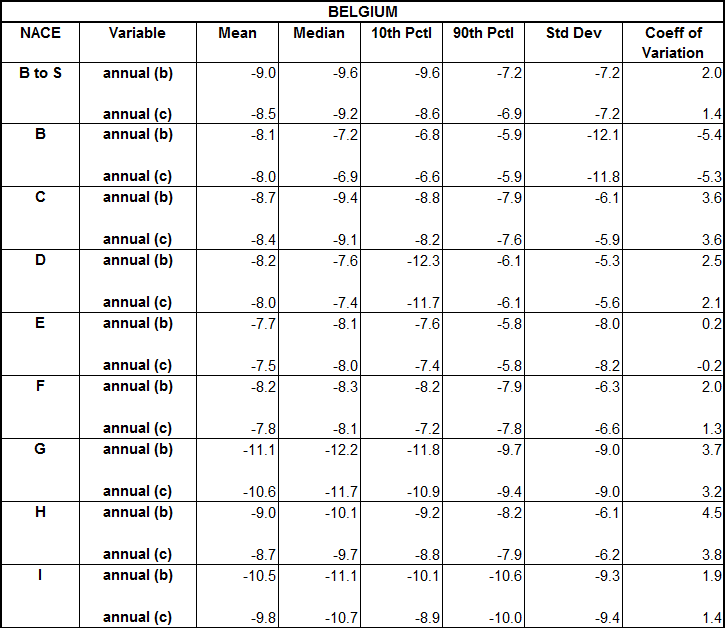 BELGIUM
NACE Variable Mean Median 10th Pctl 90th Pctl Std Dev Coeff of Variation
B to S annual (b) -9.0 -9.6 -9.6 -7.2 -7.2 2.0
annual (c) -8.5 -9.2 -8.6 -6.9 -7.2 1.4
B annual (b) -8.1 -7.2 -6.8 -5.9 -12.1 -5.4
annual (c) -8.0 -6.9 -6.6 -5.9 -11.8 -5.3
C annual (b) -8.7 -9.4 -8.8 -7.9 -6.1 3.6
annual (c) -8.4 -9.1 -8.2 -7.6 -5.9 3.6
D annual (b) -8.2 -7.6 -12.3 -6.1 -5.3 2.5
annual (c) -8.0 -7.4 -11.7 -6.1 -5.6 2.1
E annual (b) -7.7 -8.1 -7.6 -5.8 -8.0 0.2
annual (c) -7.5 -8.0 -7.4 -5.8 -8.2 -0.2
F annual (b) -8.2 -8.3 -8.2 -7.9 -6.3 2.0
annual (c) -7.8 -8.1 -7.2 -7.8 -6.6 1.3
G annual (b) -11.1 -12.2 -11.8 -9.7 -9.0 3.7
annual (c) -10.6 -11.7 -10.9 -9.4 -9.0 3.2
H annual (b) -9.0 -10.1 -9.2 -8.2 -6.1 4.5
annual (c) -8.7 -9.7 -8.8 -7.9 -6.2 3.8
I annual (b) -10.5 -11.1 -10.1 -10.6 -9.3 1.9
annual (c) -9.8 -10.7 -8.9 -10.0 -9.4 1.4